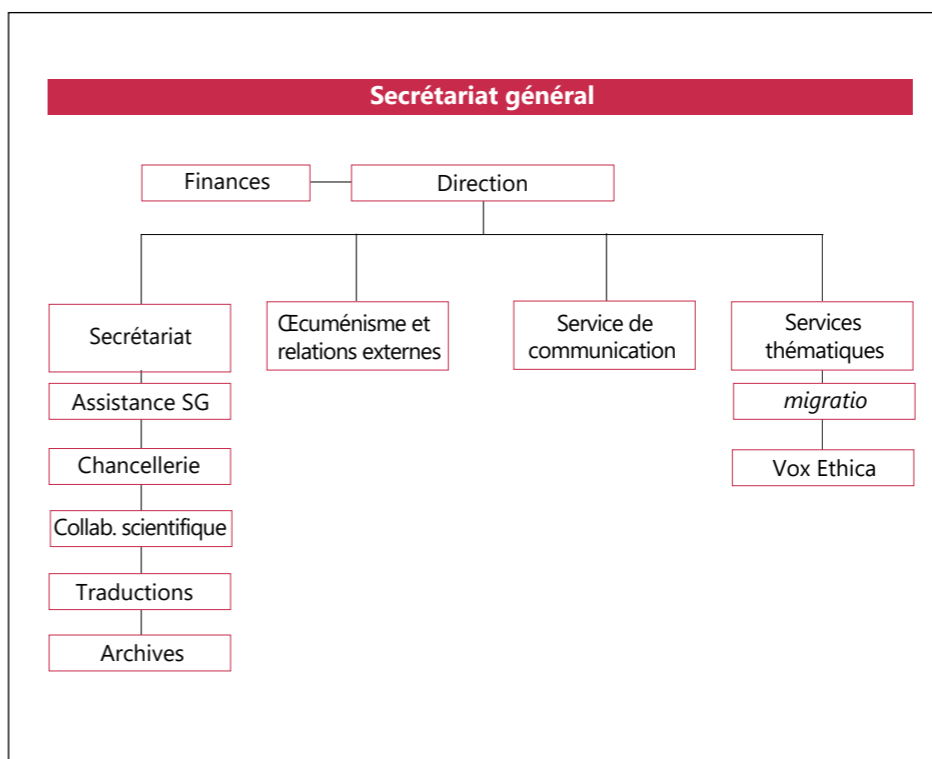 Secrétariat général
Finances
Direction
Secrétariat
Œcuménisme et
relations externes
Service de
communication
Services
thématiques
Assistance SG
migratio
Chancellerie
Vox Ethica
Collab. scientifique
Traductions
Archives